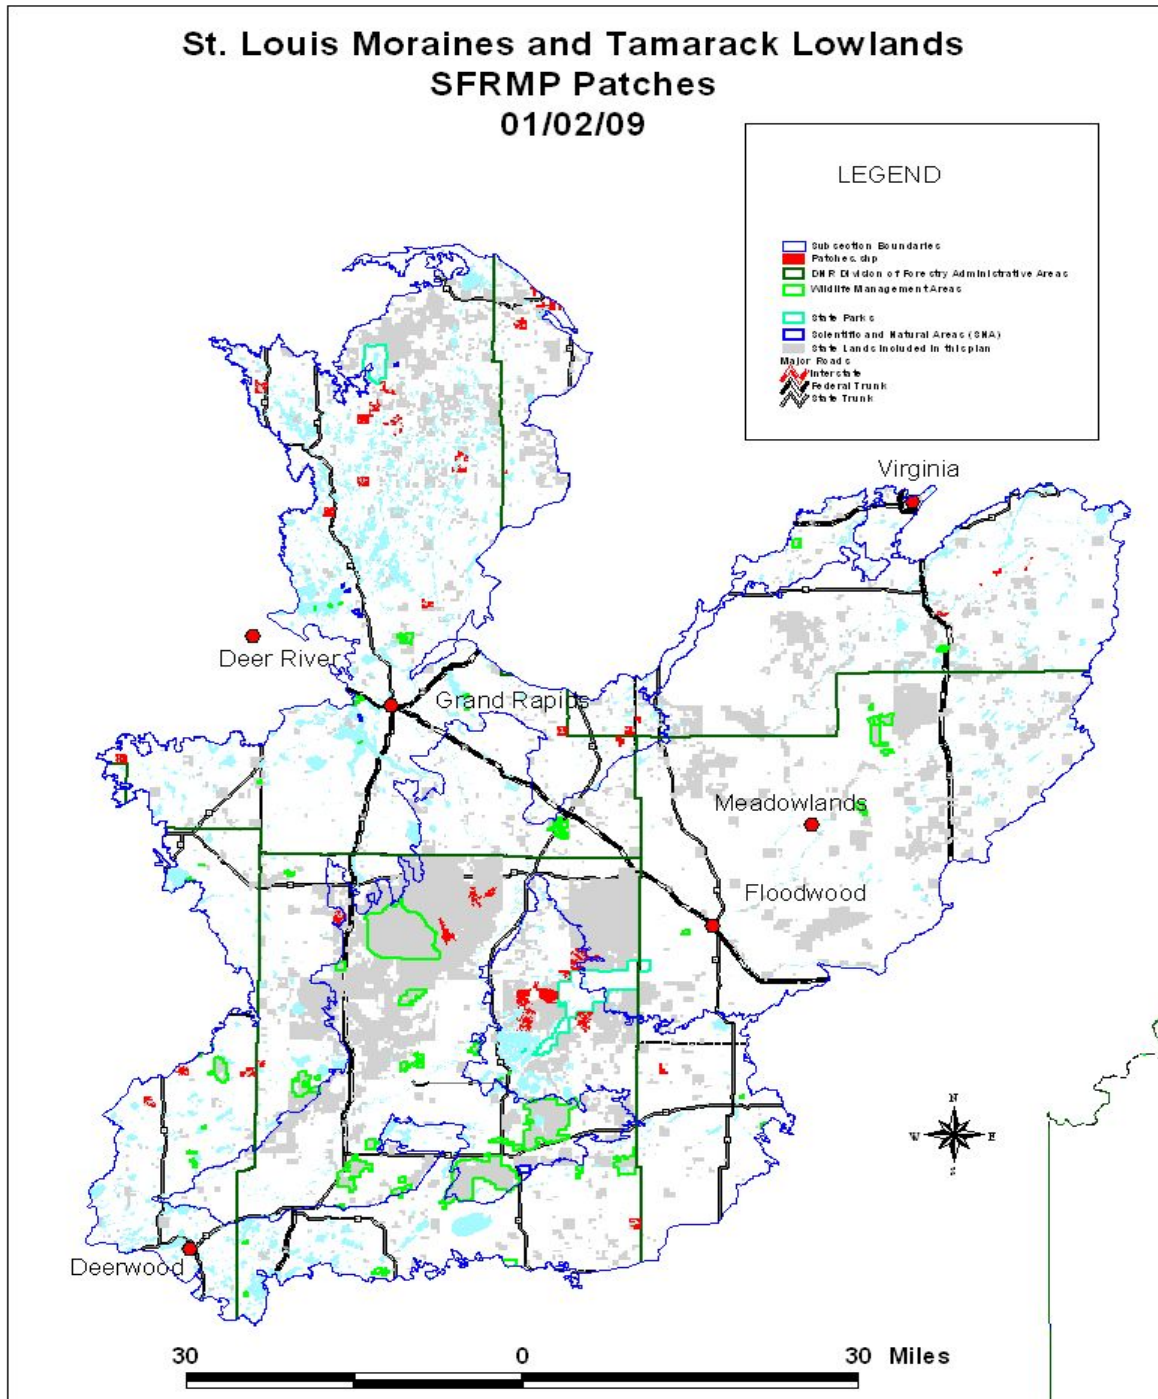 St. Louis Moraines and Tamarack Lowlands
SFRMP Patches
01/02/09
LEGEND
Subsection Boundaries
Patches.shp
DNR Division of Forestry Administrative Areas
Wildlife Management Areas
State Parks
Scientific and Natural Areas (SNA)
State Lands Included in this plan
Major Roads
Interstate
Federal Trunk
State Trunk
Virginia
Deer River
Grand Rapids
Meadowlands
Floodwood
N
W E
S
Deerwood
30 0 30 Miles